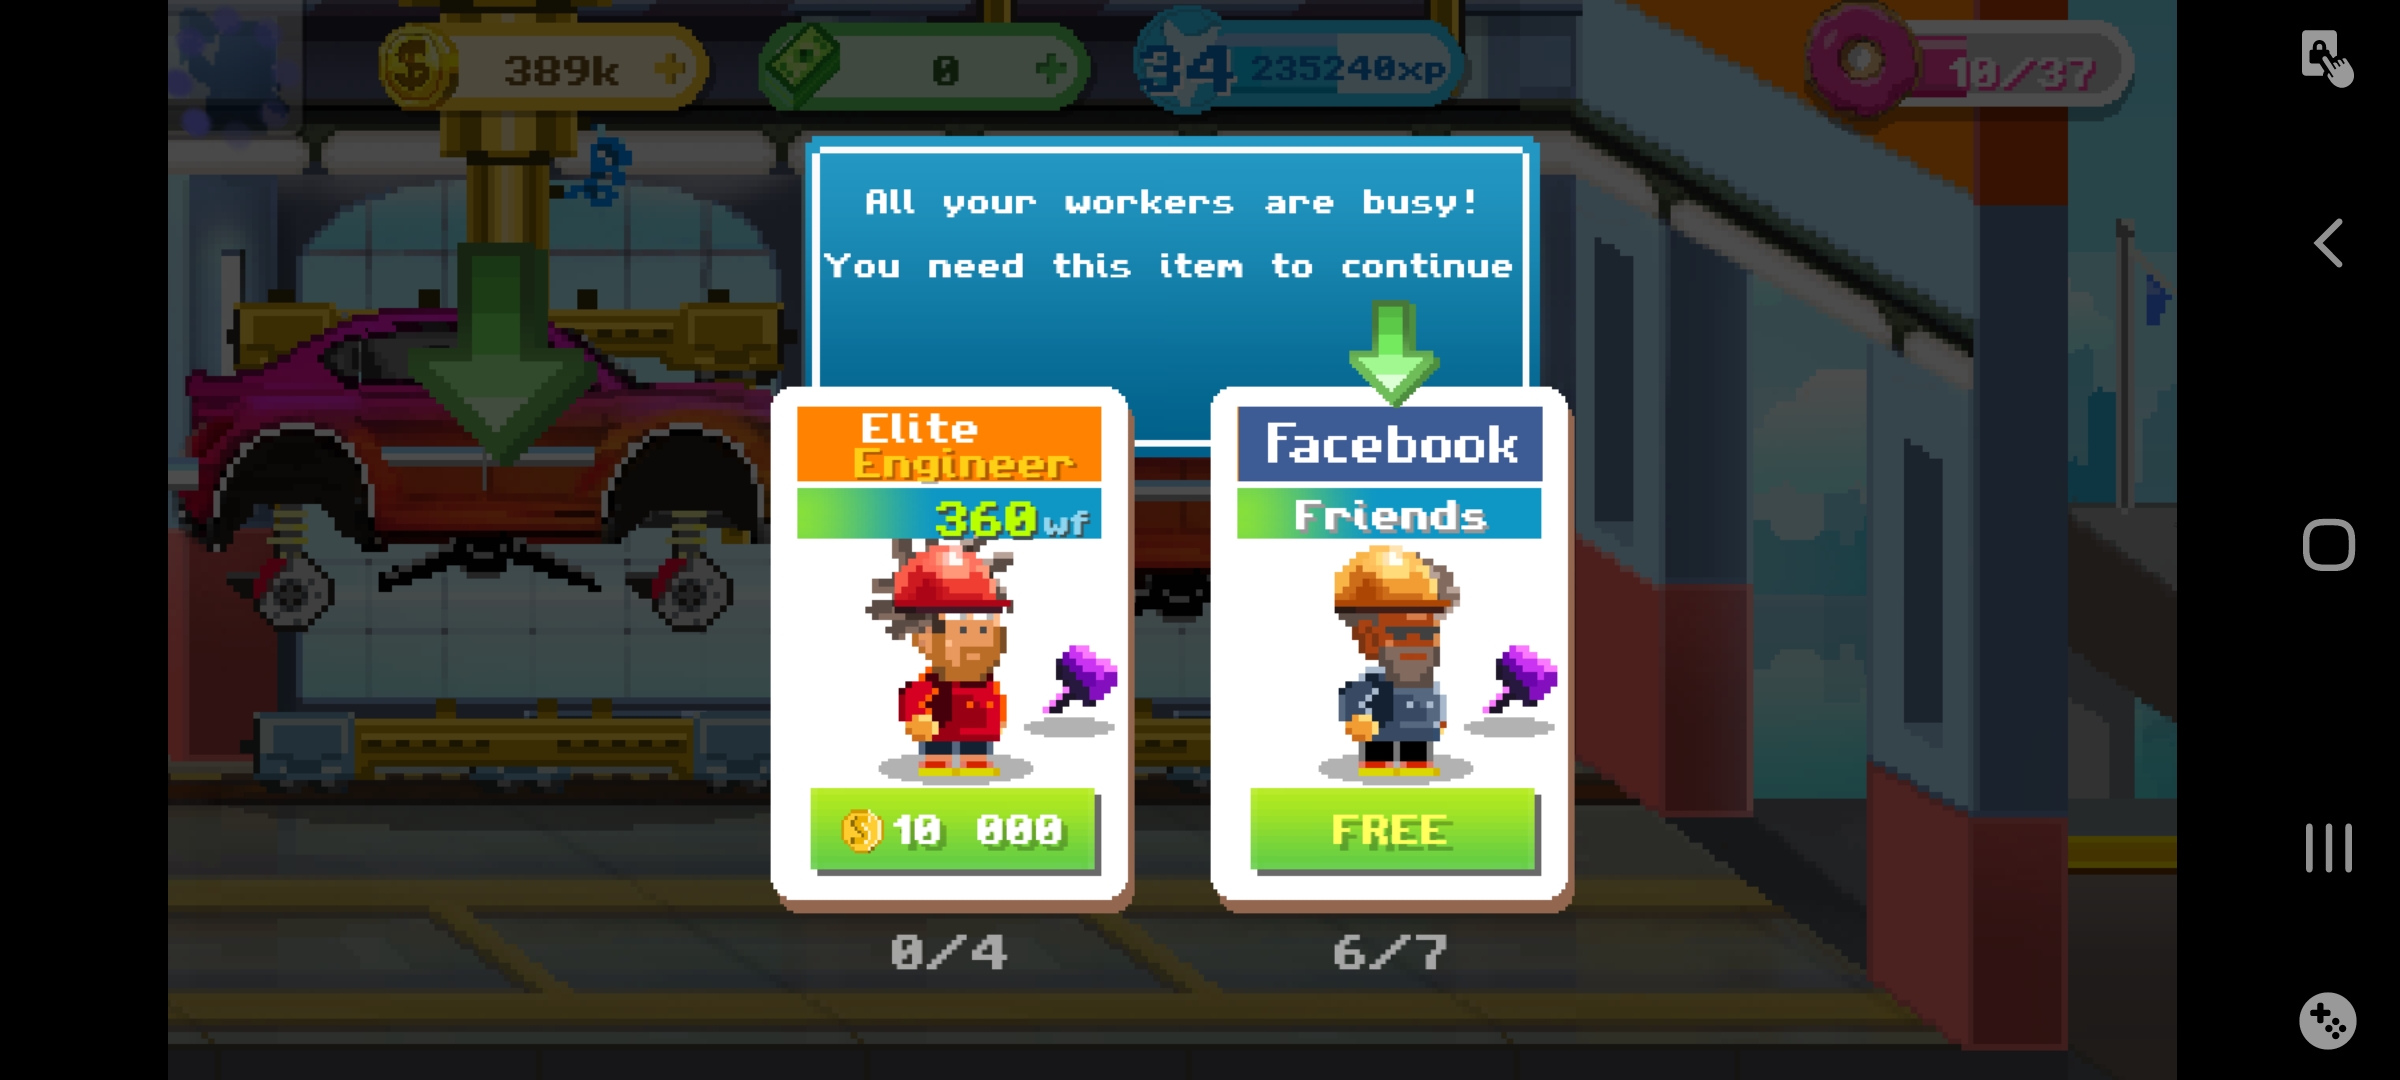 389k
0
34 235240xp
10/37
All your workers are busy!
You need this item to continue
Elite
Engineer
360wf
10 000
0/4
Facebook
Friends
FREE
6/7